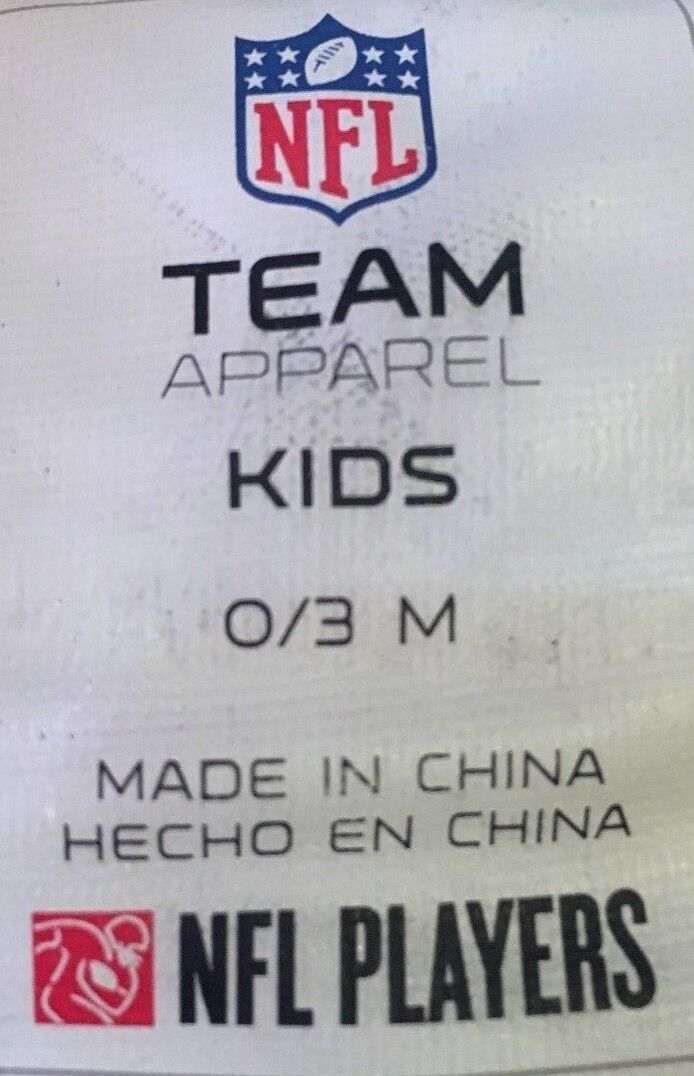 NFL
TEAM
APPAREL
KIDS
0/3 M
MADE IN CHINA
HECHO EN CHINA
NFL PLAYERS